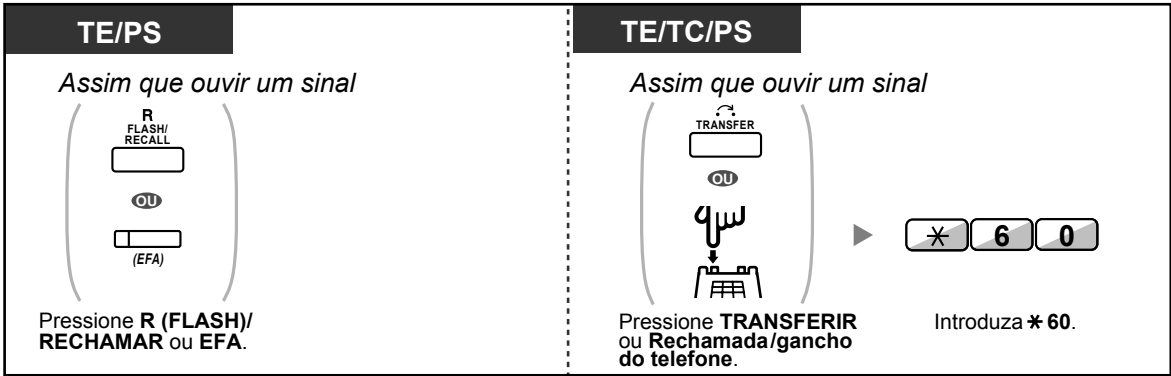 TE/PS
Assim que ouvir um sinal
R
FLASH/
RECALL
OU
(EFA)
Pressione R (FLASH)/
RECHAMAR ou EFA.
TE/TC/PS
Assim que ouvir um sinal
TRANSFER
OU
Pressione TRANSFERIR
ou Rechamada/gancho
do telefone.
* 6 0
Introduza * 60.